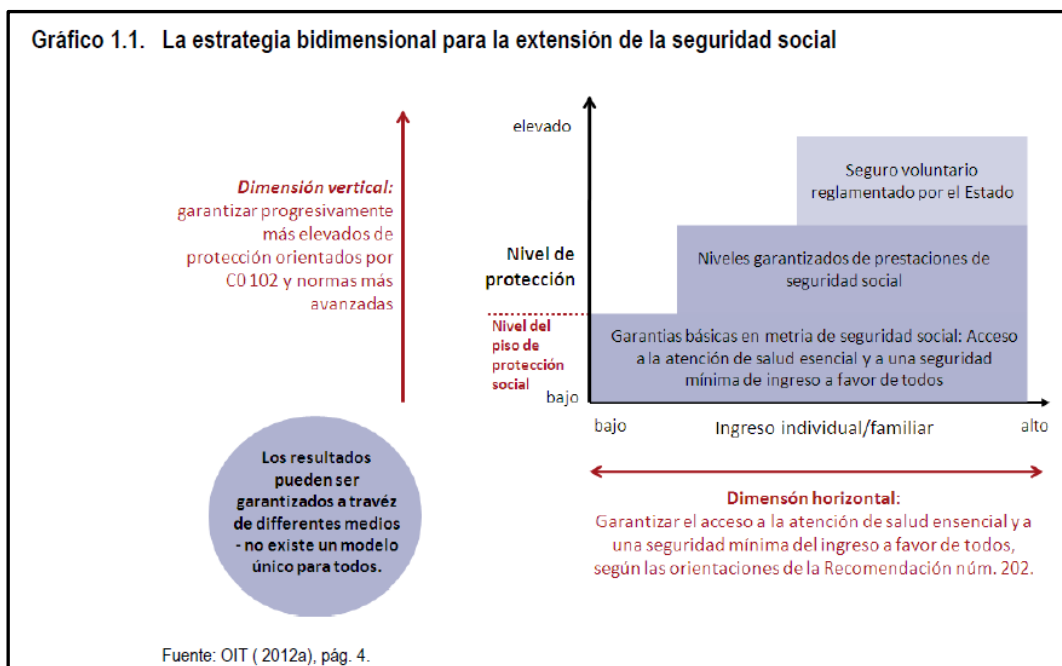 Gráfico 1.1. La estrategia bidimensional para la extensión de la seguridad social
Dimensión vertical:
garantizar progresivamente
más elevados de
protección orientados por
C0 102 y normas más
avanzadas
Los resultados
pueden ser
garantizados a travéz
de differentes medios
- no existe un modelo
único para todos.
elevado
Nivel de
protección
Nivel del
piso de
protección
social
bajo
Seguro voluntario
reglamentado por el Estado
Niveles garantizados de prestaciones de
seguridad social
Garantías básicas en metria de seguridad social: Acceso
a la atención de salud esencial y a una seguridad
mínima de ingreso a favor de todos
bajo
Ingreso individual/familiar
alto
Dimensón horizontal:
Garantizar el acceso a la atención de salud ensencial y a
una seguridad mínima del ingreso a favor de todos,
según las orientaciones de la Recomendación núm. 202.
Fuente: OIT ( 2012a), pág. 4.